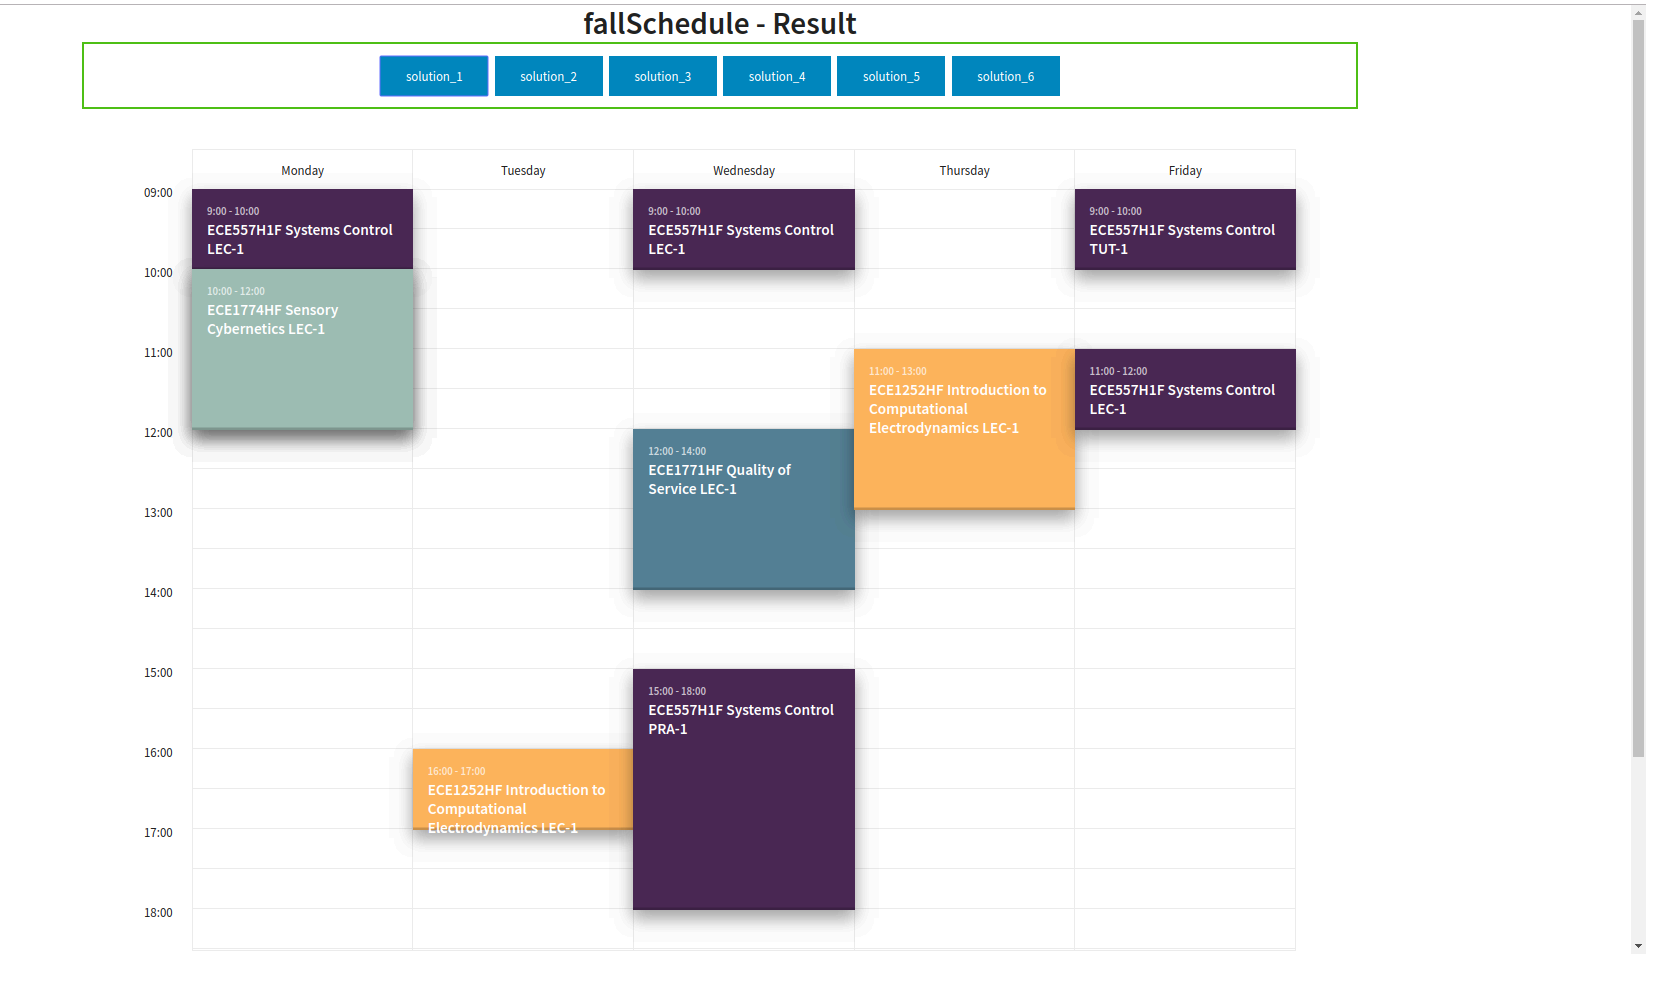 fallSchedule - Result
solution_1 solution_2 solution_3 solution_4 solution_5 solution_6
Monday Tuesday Wednesday Thursday Friday
09:00
10:00
11:00
12:00
13:00
14:00
15:00
16:00
17:00
18:00
9:00 - 10:00
ECE557H1F Systems Control
LEC-1
10:00 - 12:00
ECE1774HF Sensory
Cybernetics LEC-1
16:00 - 17:00
ECE1252HF Introduction to
Computational
Electrodynamics LEC-1
9:00 - 10:00
ECE557H1F Systems Control
LEC-1
12:00 - 14:00
ECE1771HF Quality of
Service LEC-1
15:00 - 18:00
ECE557H1F Systems Control
PRA-1
11:00 - 13:00
ECE1252HF Introduction to
Computational
Electrodynamics LEC-1
9:00 - 10:00
ECE557H1F Systems Control
TUT-1
11:00 - 12:00
ECE557H1F Systems Control
LEC-1